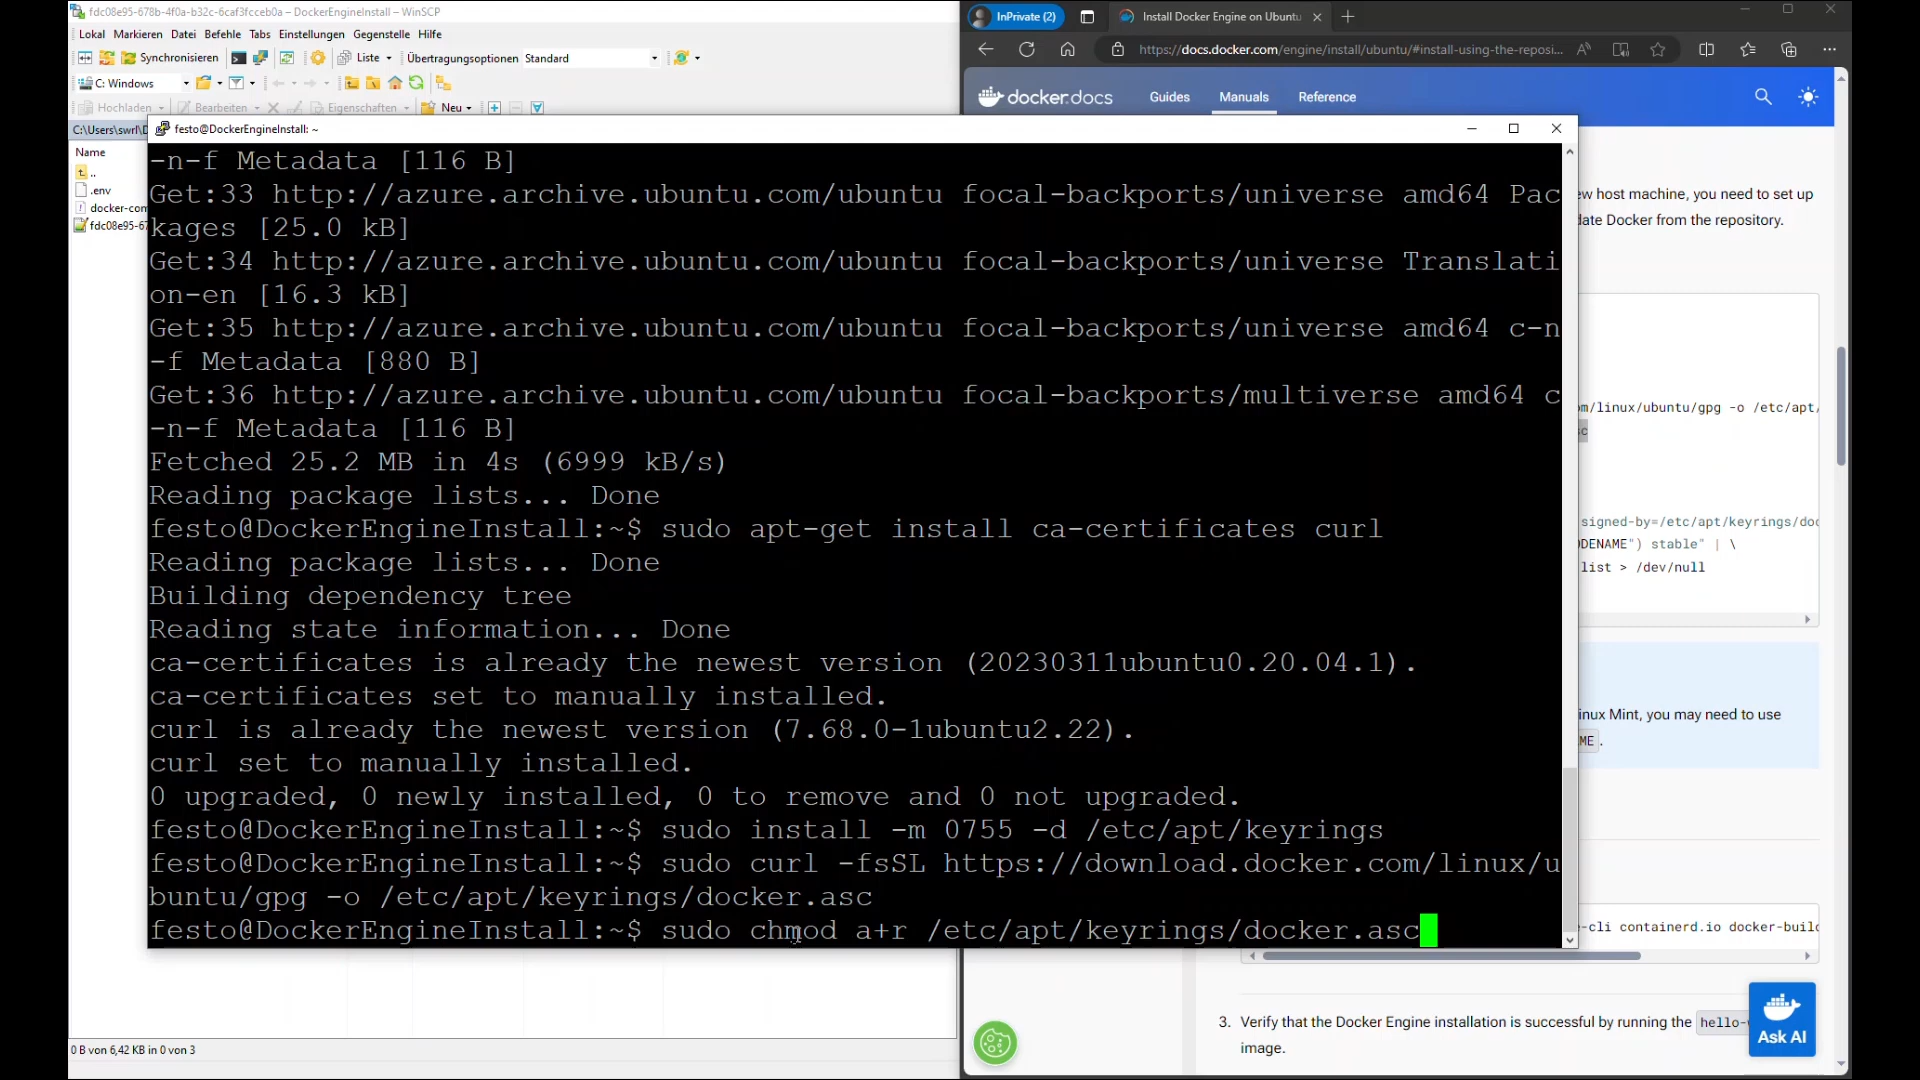 fdc08e95-678b-4f0a-b32c-6caf3fcceb0a – DockerEngineInstall – WinSCP
Lokal Markieren Datei Befehle Tabs Einstellungen Gegenstelle Hilfe
Synchronisieren Liste Übertragungsoptionen Standard
C: Windows
Hochladen Bearbeiten Eigenschaften Neu
C:\Users\swrl\D
Name
..
.env
docker-com
fdc08e95-67
0 B von 6,42 KB in 0 von 3
festo@DockerEngineInstall: ~
-n-f Metadata [116 B]
Get:33 http://azure.archive.ubuntu.com/ubuntu focal-backports/universe amd64 Pac
kages [25.0 kB]
Get:34 http://azure.archive.ubuntu.com/ubuntu focal-backports/universe Translati
on-en [16.3 kB]
Get:35 http://azure.archive.ubuntu.com/ubuntu focal-backports/universe amd64 c-n
-f Metadata [880 B]
Get:36 http://azure.archive.ubuntu.com/ubuntu focal-backports/multiverse amd64 c
-n-f Metadata [116 B]
Fetched 25.2 MB in 4s (6999 kB/s)
Reading package lists... Done
festo@DockerEngineInstall:~$ sudo apt-get install ca-certificates curl
Reading package lists... Done
Building dependency tree
Reading state information... Done
ca-certificates is already the newest version (20230311ubuntu0.20.04.1).
ca-certificates set to manually installed.
curl is already the newest version (7.68.0-1ubuntu2.22).
curl set to manually installed.
0 upgraded, 0 newly installed, 0 to remove and 0 not upgraded.
festo@DockerEngineInstall:~$ sudo install -m 0755 -d /etc/apt/keyrings
festo@DockerEngineInstall:~$ sudo curl -fsSL https://download.docker.com/linux/u
buntu/gpg -o /etc/apt/keyrings/docker.asc
festo@DockerEngineInstall:~$ sudo chmod a+r /etc/apt/keyrings/docker.asc
InPrivate (2) Install Docker Engine on Ubuntu
https://docs.docker.com/engine/install/ubuntu/#install-using-the-reposi...
docker.docs Guides Manuals Reference
ew host machine, you need to set up
date Docker from the repository.
m/linux/ubuntu/gpg -o /etc/apt/
sc
signed-by=/etc/apt/keyrings/doc
ODENAME") stable" | \
list > /dev/null
inux Mint, you may need to use
ME .
e-cli containerd.io docker-build
3. Verify that the Docker Engine installation is successful by running the hello-w
image.
Ask AI